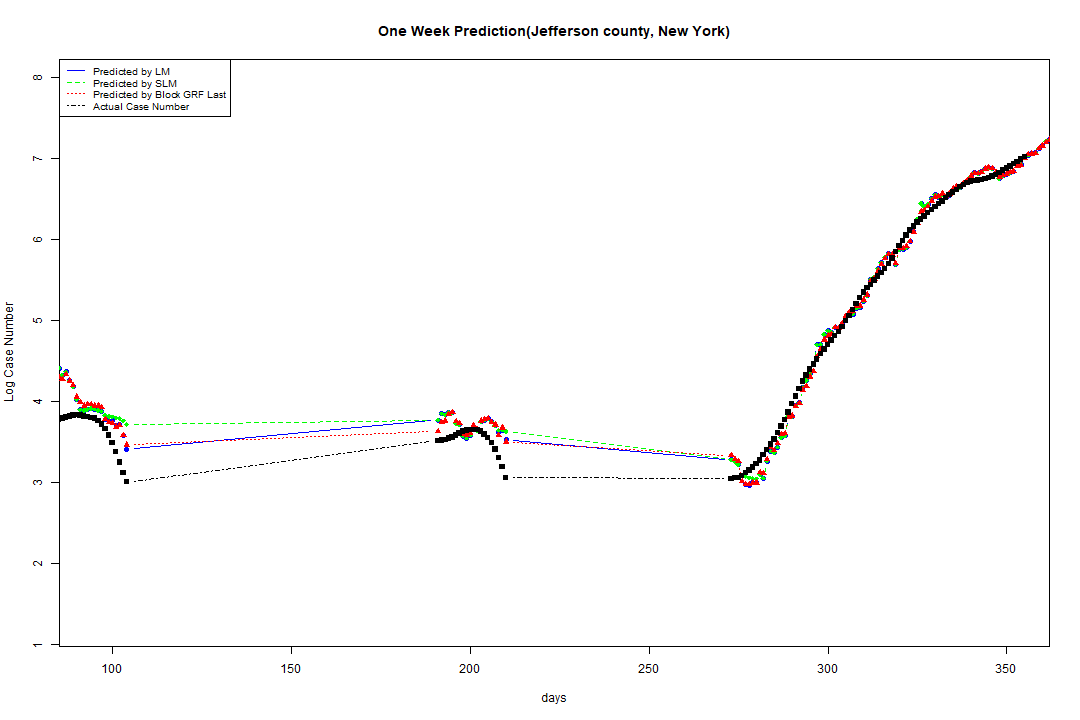 One Week Prediction(Jefferson county, New York)
Predicted by LM
Predicted by SLM
Predicted by Block GRF Last
Actual Case Number
8
7
6
5
4
3
2
1
Log Case Number
100 150 200 250 300 350
days